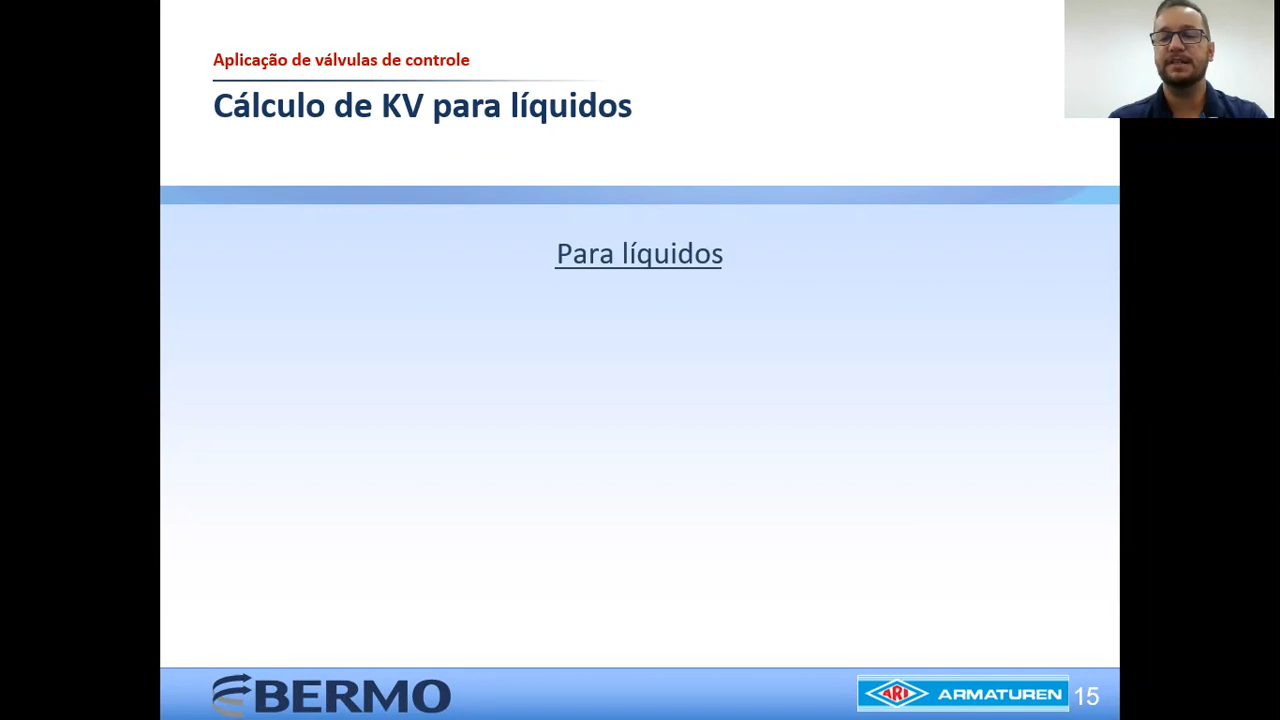 Aplicação de válvulas de controle
Cálculo de KV para líquidos
Para líquidos
BERMO
ARI ARMATUREN 15